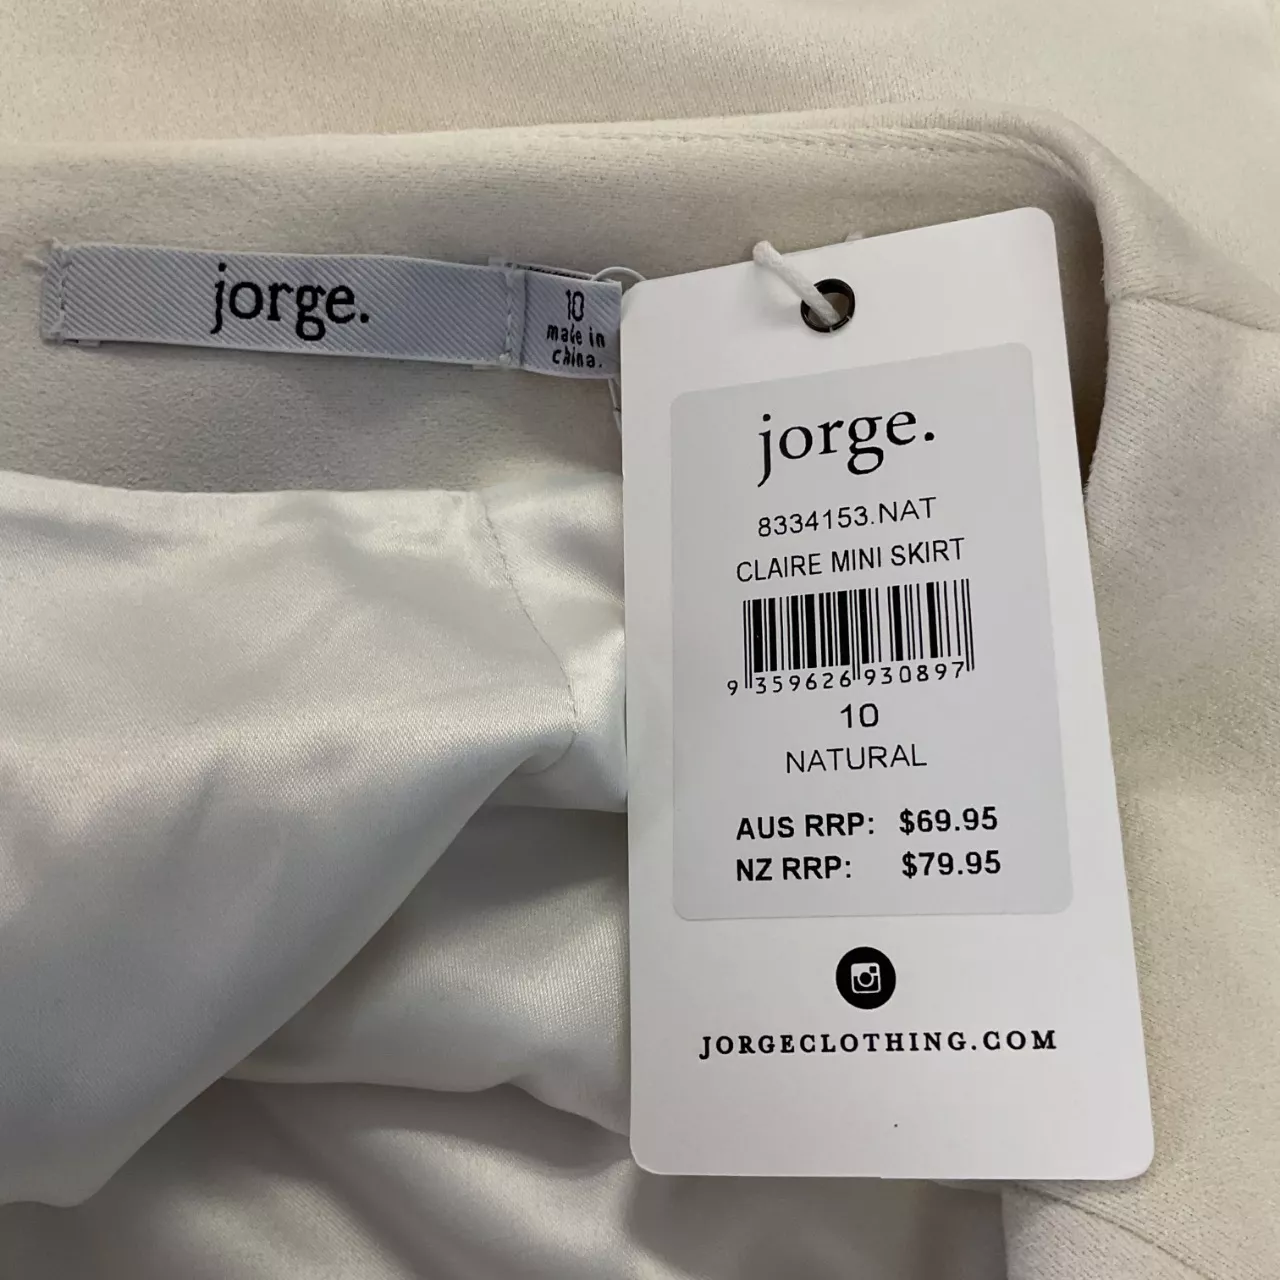 jorge.
10
made in
china.
jorge.
8334153.NAT
CLAIRE MINI SKIRT
9 359626 930897
10
NATURAL
AUS RRP: $69.95
NZ RRP: $79.95
JORGECLOTHING.COM